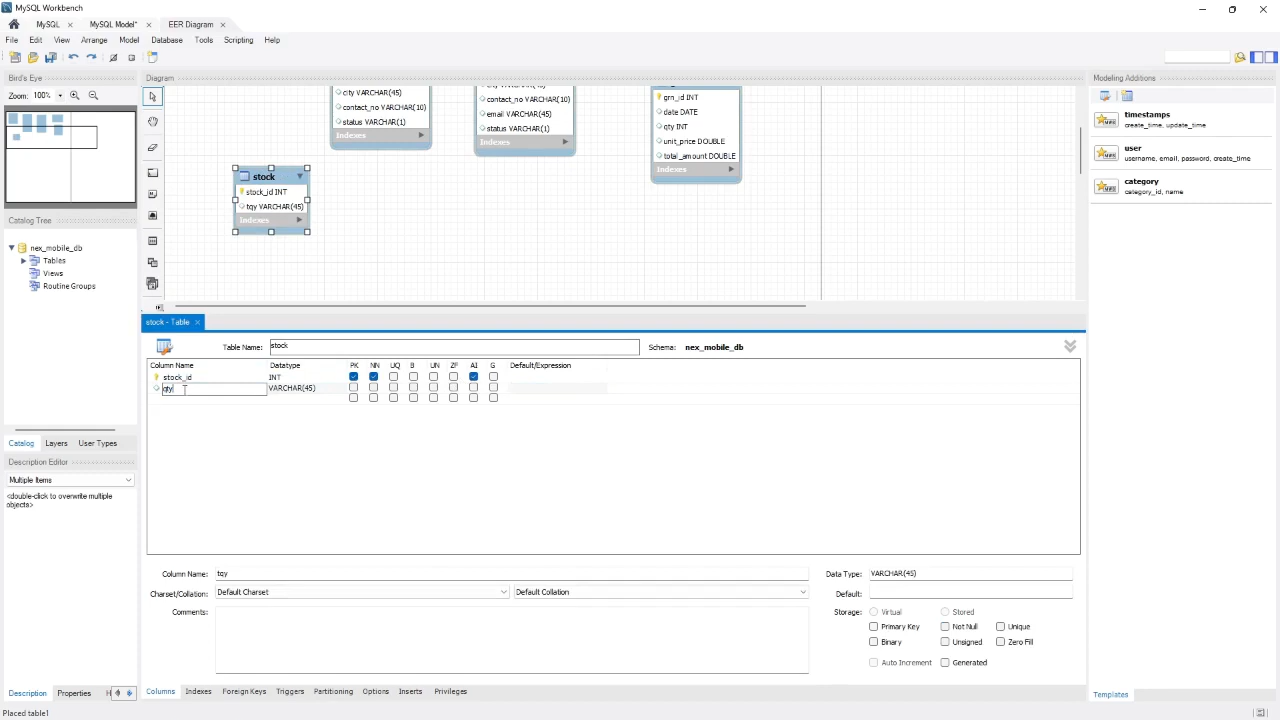 MySQL Workbench
MySQL MySQL Model* EER Diagram
File Edit View Arrange Model Database Tools Scripting Help
Bird's Eye
Diagram
Modeling Additions
Zoom: 100%
city VARCHAR(45)
contact_no VARCHAR(10)
status VARCHAR(1)
Indexes
contact_no VARCHAR(10)
email VARCHAR(45)
status VARCHAR(1)
Indexes
grn_id INT
date DATE
qty INT
unit_price DOUBLE
total_amount DOUBLE
Indexes
timestamps
create_time, update_time
user
username, email, password, create_time
category
category_id, name
stock
stock_id INT
tqy VARCHAR(45)
Indexes
Catalog Tree
nex_mobile_db
Tables
Views
Routine Groups
stock - Table
Table Name: stock Schema: nex_mobile_db
Column Name Datatype PK NN UQ B UN ZF AI G Default/Expression
stock_id INT
qty VARCHAR(45)
Catalog Layers User Types
Description Editor
Multiple Items
<double-click to overwrite multiple
objects>
Column Name: tqy Data Type: VARCHAR(45)
Charset/Collation: Default Charset Default Collation Default:
Comments: Storage: Virtual Stored
Primary Key Not Null Unique
Binary Unsigned Zero Fill
Auto Increment Generated
Columns Indexes Foreign Keys Triggers Partitioning Options Inserts Privileges
Description Properties H
Templates
Placed table1